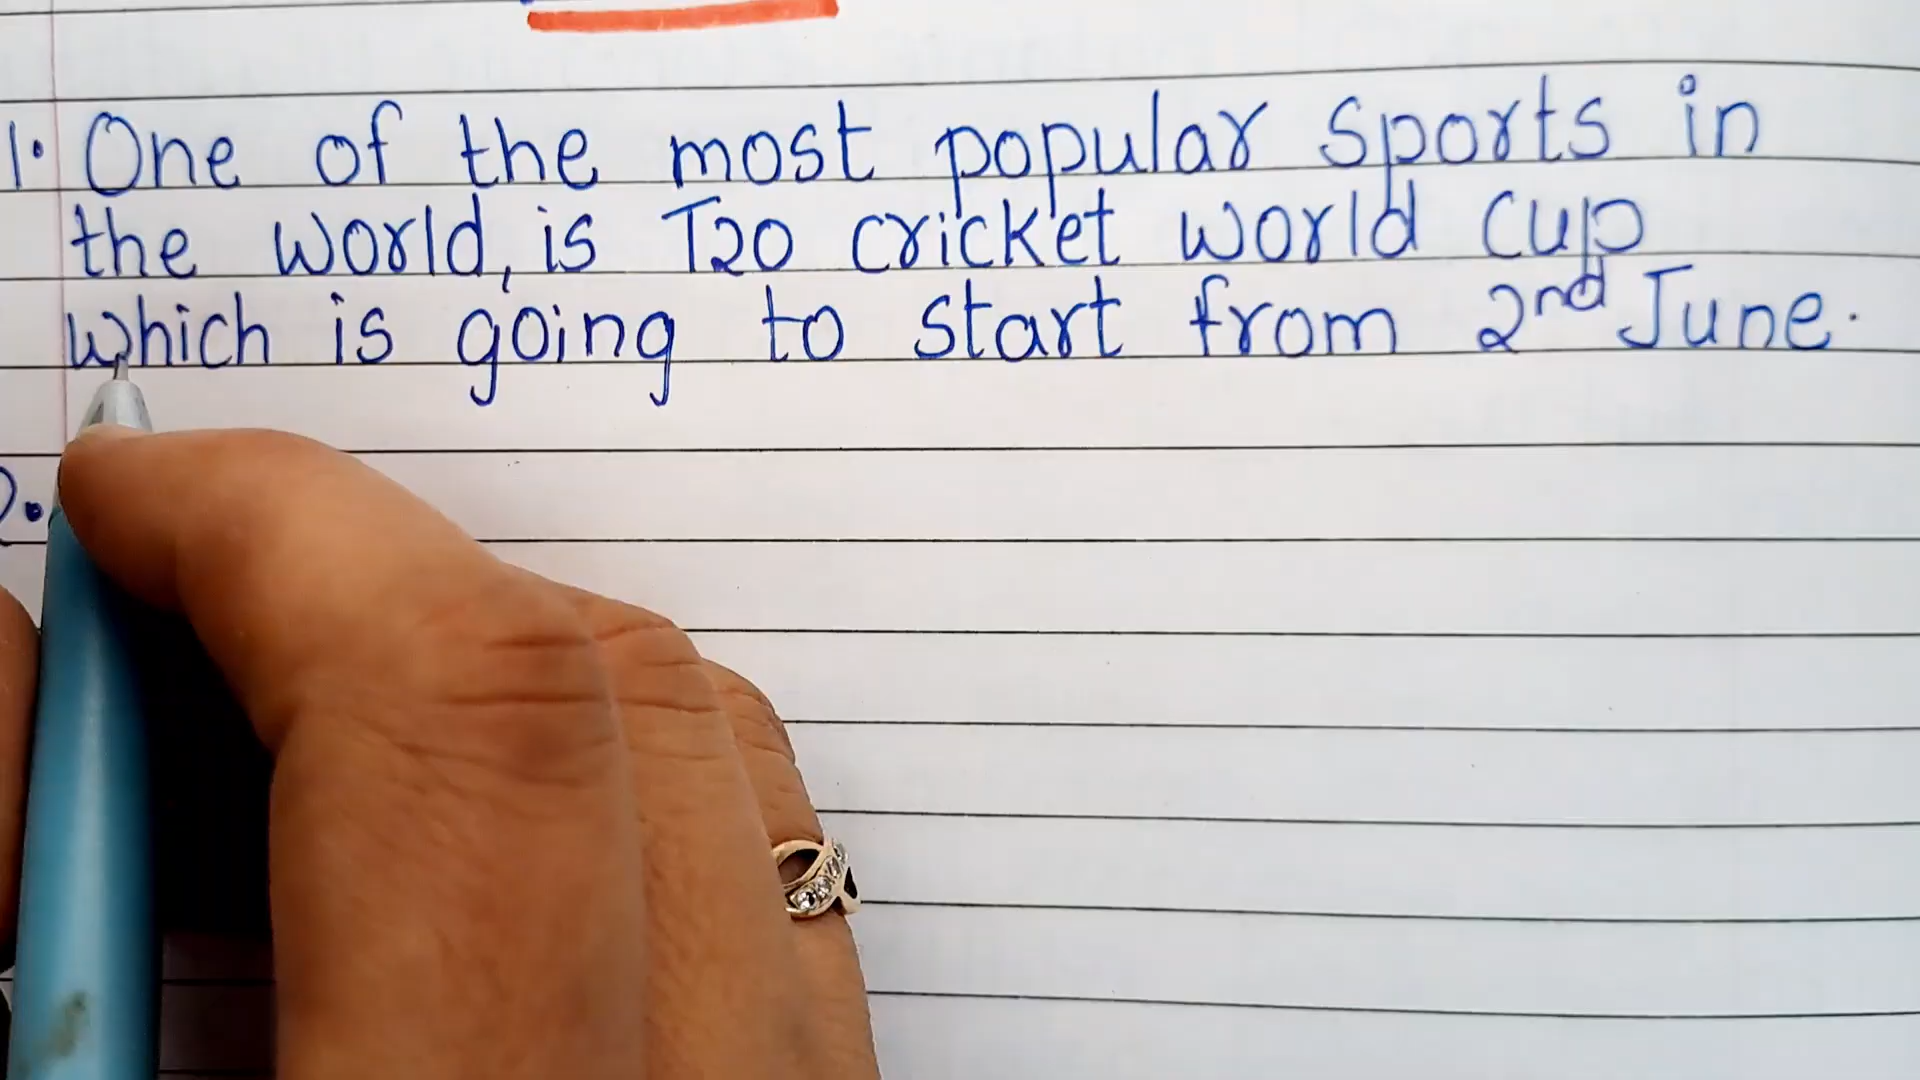 1. One of the most popular sports in
the world, is T20 cricket world cup
which is going to start from 2nd June.
2.